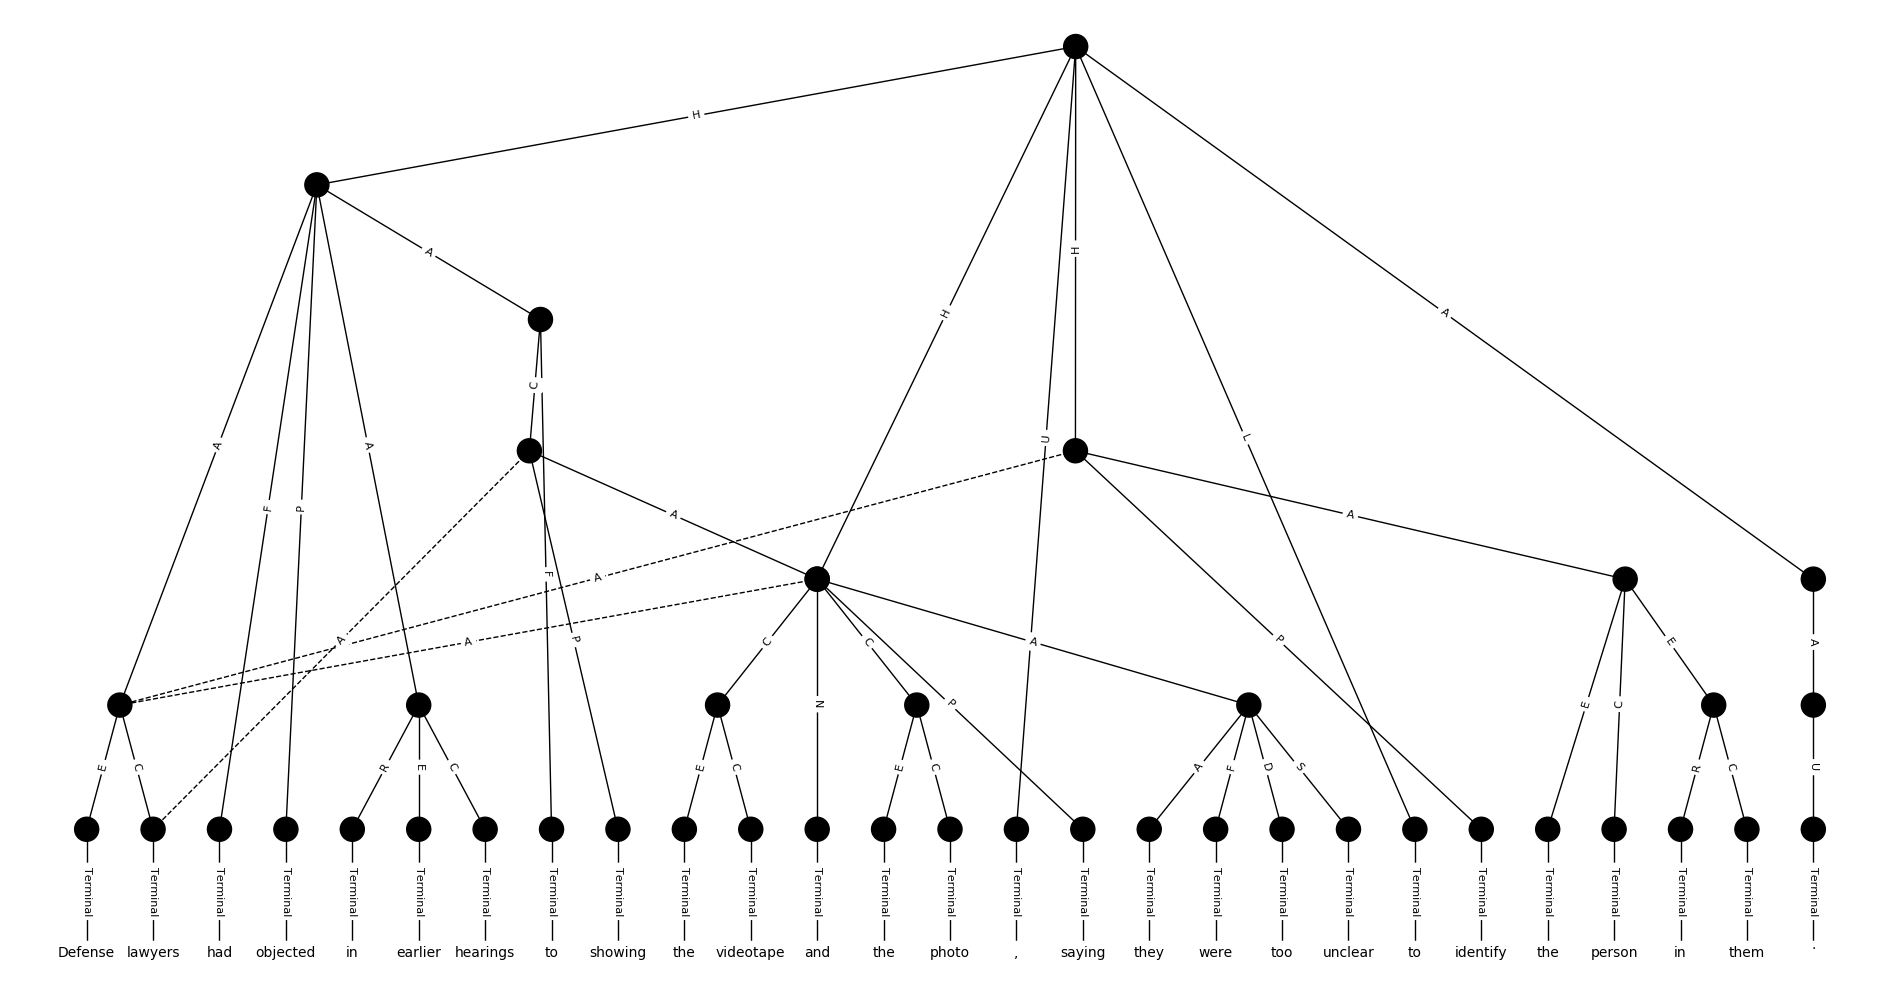 H
A
H
H
A
C
A
F
P
A
U
L
A
A
A
F
A
P
C
N
C
A
P
P
E
C
E
A
A
A
E
C
R
E
C
E
C
E
C
A
F
D
S
R
C
U
Terminal Terminal Terminal Terminal Terminal Terminal Terminal Terminal Terminal Terminal Terminal Terminal Terminal Terminal Terminal Terminal Terminal Terminal Terminal Terminal Terminal Terminal Terminal Terminal Terminal Terminal Terminal
Defense lawyers had objected in earlier hearings to showing the videotape and the photo , saying they were too unclear to identify the person in them .